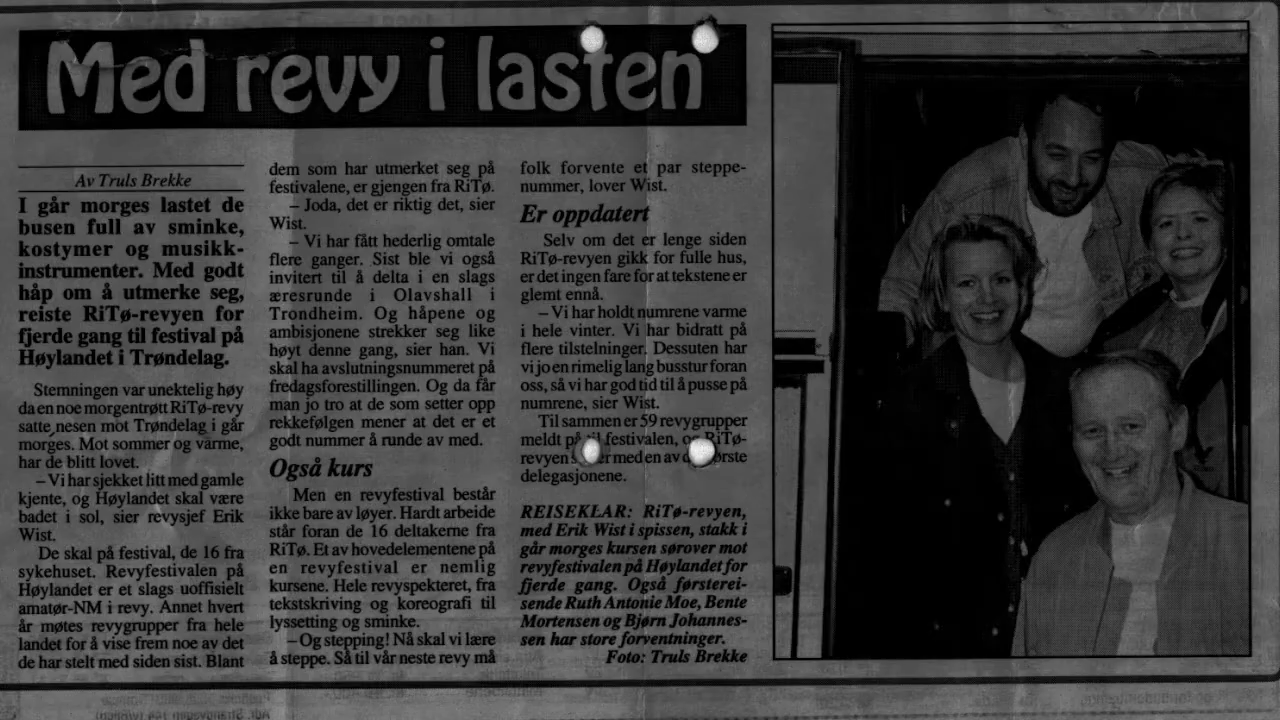 Med revy i lasten
Av Truls Brekke
I går morges lastet de
busen full av sminke,
kostymer og musikk-
instrumenter. Med godt
håp om å utmerke seg,
reiste RiTø-revyen for
fjerde gang til festival på
Høylandet i Trøndelag.
Stemningen var unektelig høy
da en noe morgentrøtt RiTø-revy
satte nesen mot Trøndelag i går
morges. Mot sommer og varme,
har de blitt lovet.
– Vi har sjekket litt med gamle
kjente, og Høylandet skal være
badet i sol, sier revysjef Erik
Wist.
De skal på festival, de 16 fra
sykehuset. Revyfestivalen på
Høylandet er et slags uoffisielt
amatør-NM i revy. Annet hvert
år møtes revygrupper fra hele
landet for å vise frem noe av det
de har stelt med siden sist. Blant
dem som har utmerket seg på
festivalene, er gjengen fra RiTø.
– Joda, det er riktig det, sier
Wist.
– Vi har fått hederlig omtale
flere ganger. Sist ble vi også
invitert til å delta i en slags
æresrunde i Olavshall i
Trondheim. Og håpene og
ambisjonene strekker seg like
høyt denne gang, sier han. Vi
skal ha avslutningsnummeret på
fredagsforestillingen. Og da får
man jo tro at de som setter opp
rekkefølgen mener at det er et
godt nummer å runde av med.
Også kurs
Men en revyfestival består
ikke bare av løyer. Hardt arbeide
står foran de 16 deltakerne fra
RiTø. Et av hovedelementene på
en revyfestival er nemlig
kursene. Hele revyspekteret, fra
tekstskriving og koreografi til
lyssetting og sminke.
– Og stepping! Nå skal vi lære
å steppe. Så til vår neste revy må
folk forvente et par steppe-
nummer, lover Wist.
Er oppdatert
Selv om det er lenge siden
RiTø-revyen gikk for fulle hus,
er det ingen fare for at tekstene er
glemt ennå.
– Vi har holdt numrene varme
i hele vinter. Vi har bidratt på
flere tilstelninger. Dessuten har
vi jo en rimelig lang busstur foran
oss, så vi har god tid til å pusse på
numrene, sier Wist.
Til sammen er 59 revygrupper
meldt på til festivalen, og RiTø-
revyen er med en av de
delegasjonene.
REISEKLAR: RiTø-revyen,
med Erik Wist i spissen, stakk i
går morges kursen sørover mot
revyfestivalen på Høylandet for
fjerde gang. Også førsterei-
sende Ruth Antonie Moe, Bente
Mortensen og Bjørn Johannes-
sen har store forventninger.
Foto: Truls Brekke